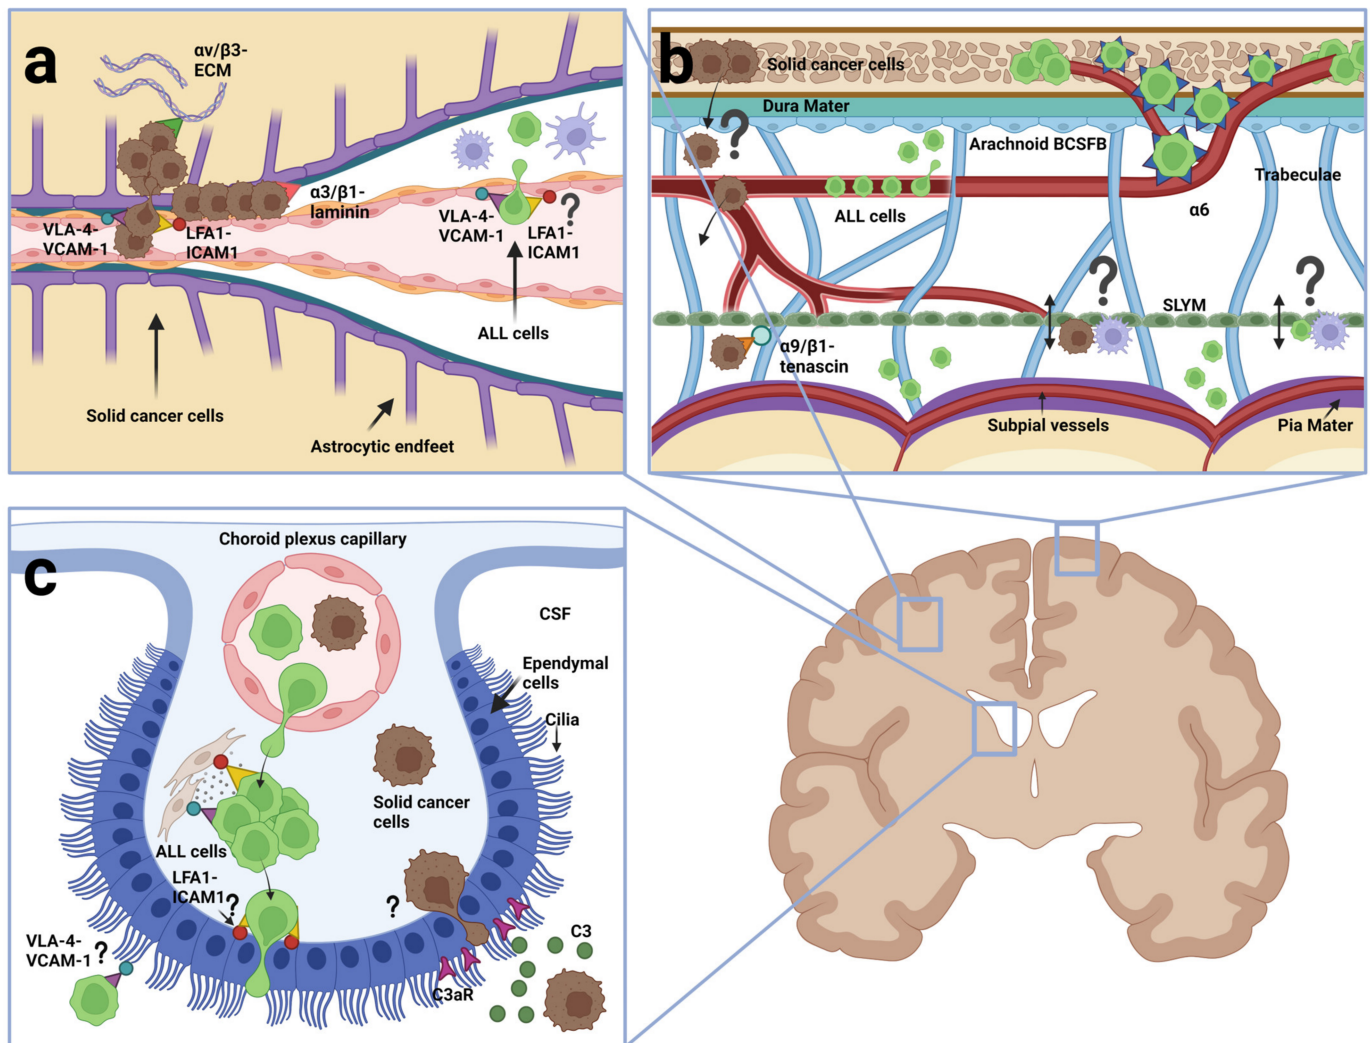 a
αv/β3-
ECM
α3/β1-
laminin
VLA-4-
VCAM-1
LFA1-
ICAM1
VLA-4-
VCAM-1
LFA1-
ICAM1
?
ALL cells
Solid cancer cells
Astrocytic endfeet
b
Solid cancer cells
Dura Mater
?
Arachnoid BCSFB
Trabeculae
ALL cells
α6
?
?
SLYM
α9/β1-
tenascin
Subpial vessels
Pia Mater
c
Choroid plexus capillary
CSF
Ependymal
cells
Cilia
Solid cancer
cells
ALL cells
LFA1-
ICAM1
?
?
VLA-4-
VCAM-1
?
C3
C3aR